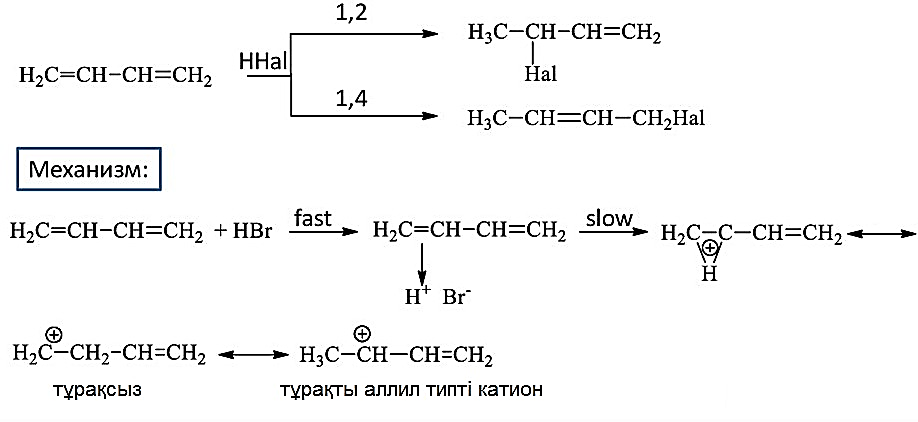 1,2
H₃C–CH–CH=CH₂
Hal
H₂C=CH–CH=CH₂ HHal
1,4
H₃C–CH=CH–CH₂Hal
Механизм:
H₂C=CH–CH=CH₂ + HBr fast H₂C=CH–CH=CH₂ slow H₂C–C–CH=CH₂
⊕
H
H⁺ Br⁻
⊕ ⊕
H₂C–CH₂–CH=CH₂ H₃C–CH–CH=CH₂
тұрақсыз тұрақты аллил типті катион